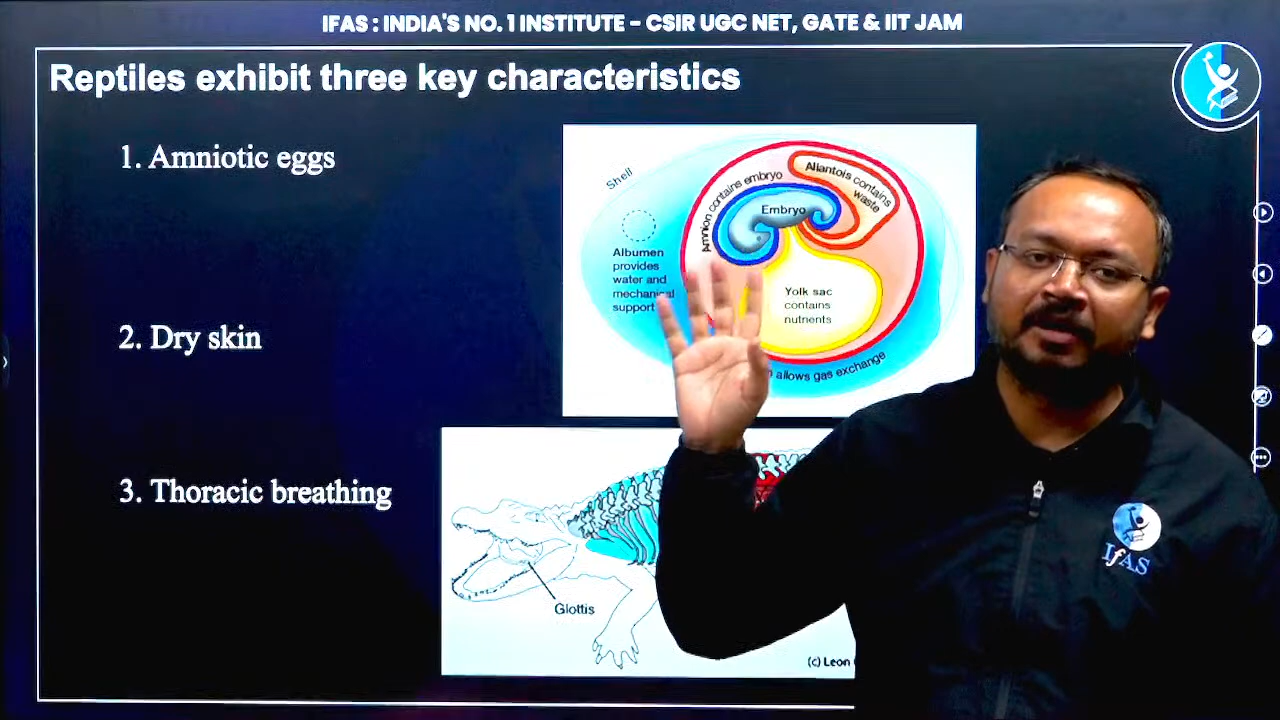 IFAS : INDIA'S NO. 1 INSTITUTE - CSIR UGC NET, GATE & IIT JAM
Reptiles exhibit three key characteristics
1. Amniotic eggs
2. Dry skin
3. Thoracic breathing
Shell
Amnion contains embryo
Allantois contains
waste
Embryo
Albumen
provides
water and
mechanical
support
Yolk sac
contains
nutrients
allows gas exchange
Glottis
(c) Leon
IfAS